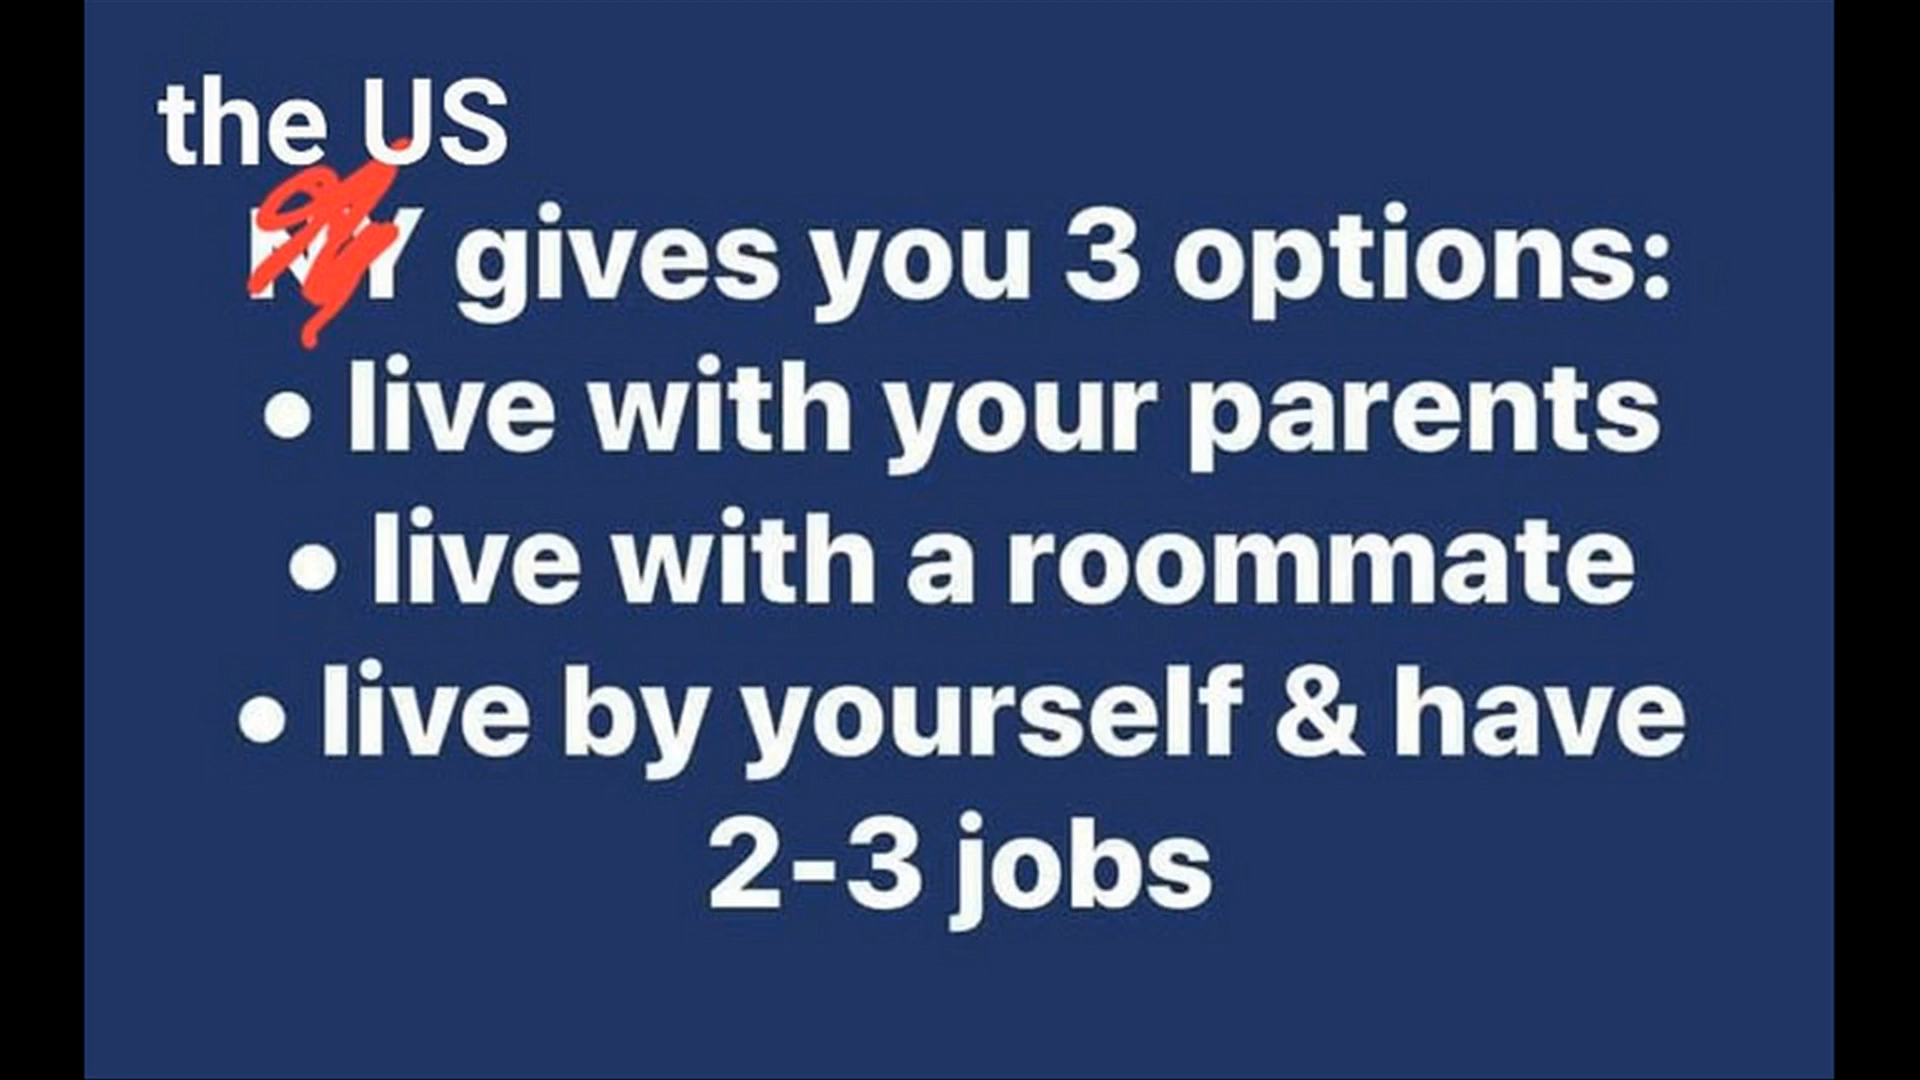 the US
NY gives you 3 options:
• live with your parents
• live with a roommate
• live by yourself & have
2-3 jobs